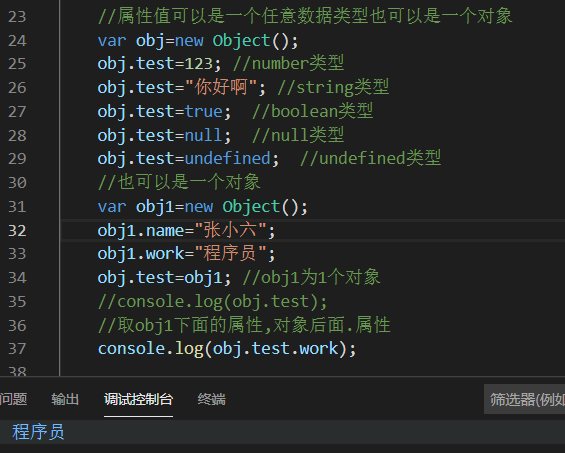 23 //属性值可以是一个任意数据类型也可以是一个对象
24 var obj=new Object();
25 obj.test=123; //number类型
26 obj.test="你好啊"; //string类型
27 obj.test=true;  //boolean类型
28 obj.test=null;  //null类型
29 obj.test=undefined;  //undefined类型
30 //也可以是一个对象
31 var obj1=new Object();
32 obj1.name="张小六";
33 obj1.work="程序员";
34 obj.test=obj1; //obj1为1个对象
35 //console.log(obj.test);
36 //取obj1下面的属性,对象后面.属性
37 console.log(obj.test.work);
38
问题 输出 调试控制台 终端 筛选器(例如
程序员